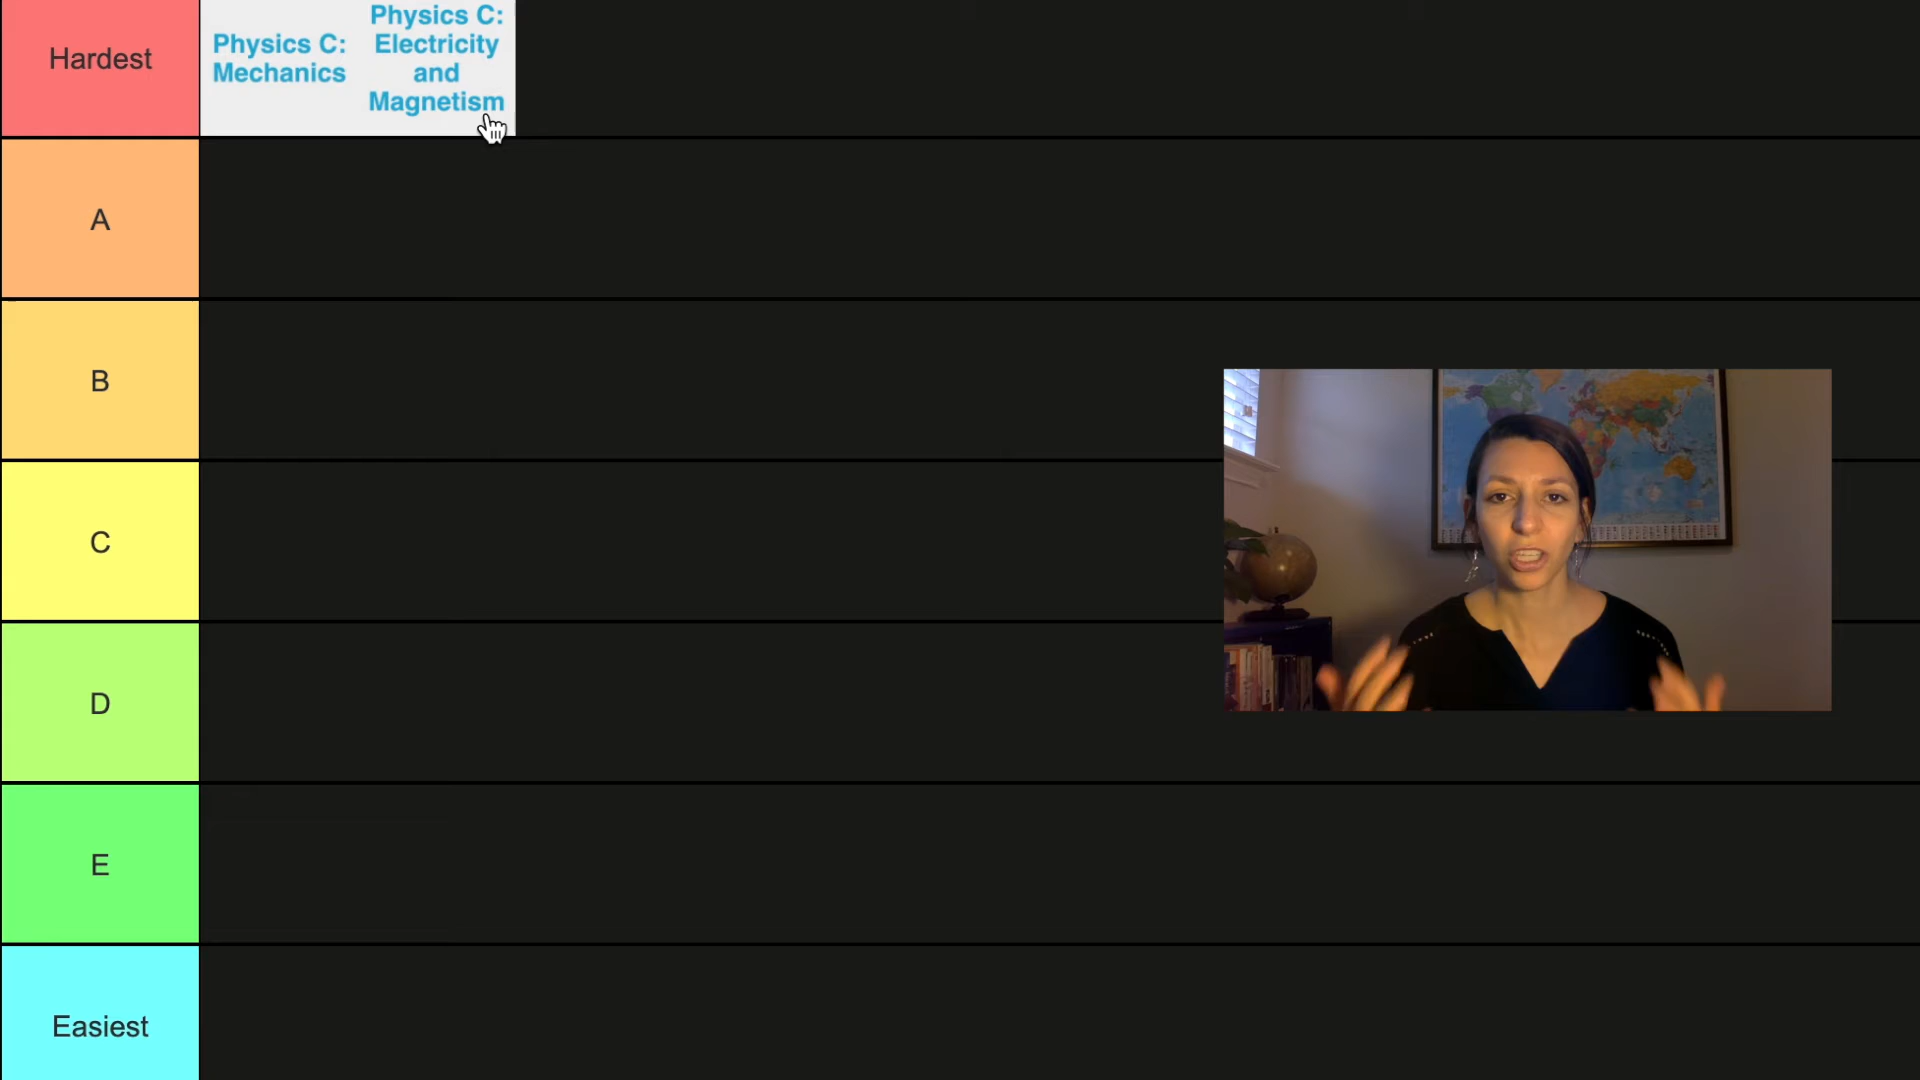 Hardest
Physics C:
Mechanics
Physics C:
Electricity
and
Magnetism
A
B
C
D
E
Easiest